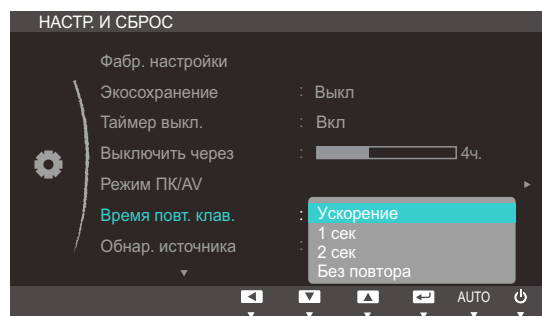 НАСТР. И СБРОС
Фабр. настройки
Экосохранение : Выкл
Таймер выкл. : Вкл
Выключить через : 4ч.
Режим ПК/AV
Время повт. клав. : Ускорение
1 сек
Обнар. источника :
2 сек
Без повтора
AUTO